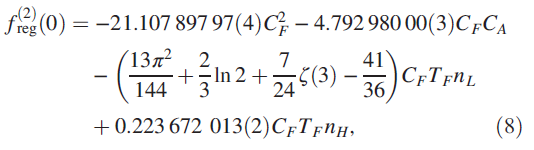 f_{reg}^{(2)}(0) = −21.107 897 97(4)C_F^2 − 4.792 980 00(3)C_F C_A
− (13π²/144 + 2/3 ln 2 + 7/24 ζ(3) − 41/36) C_F T_F n_L
+ 0.223 672 013(2)C_F T_F n_H, (8)